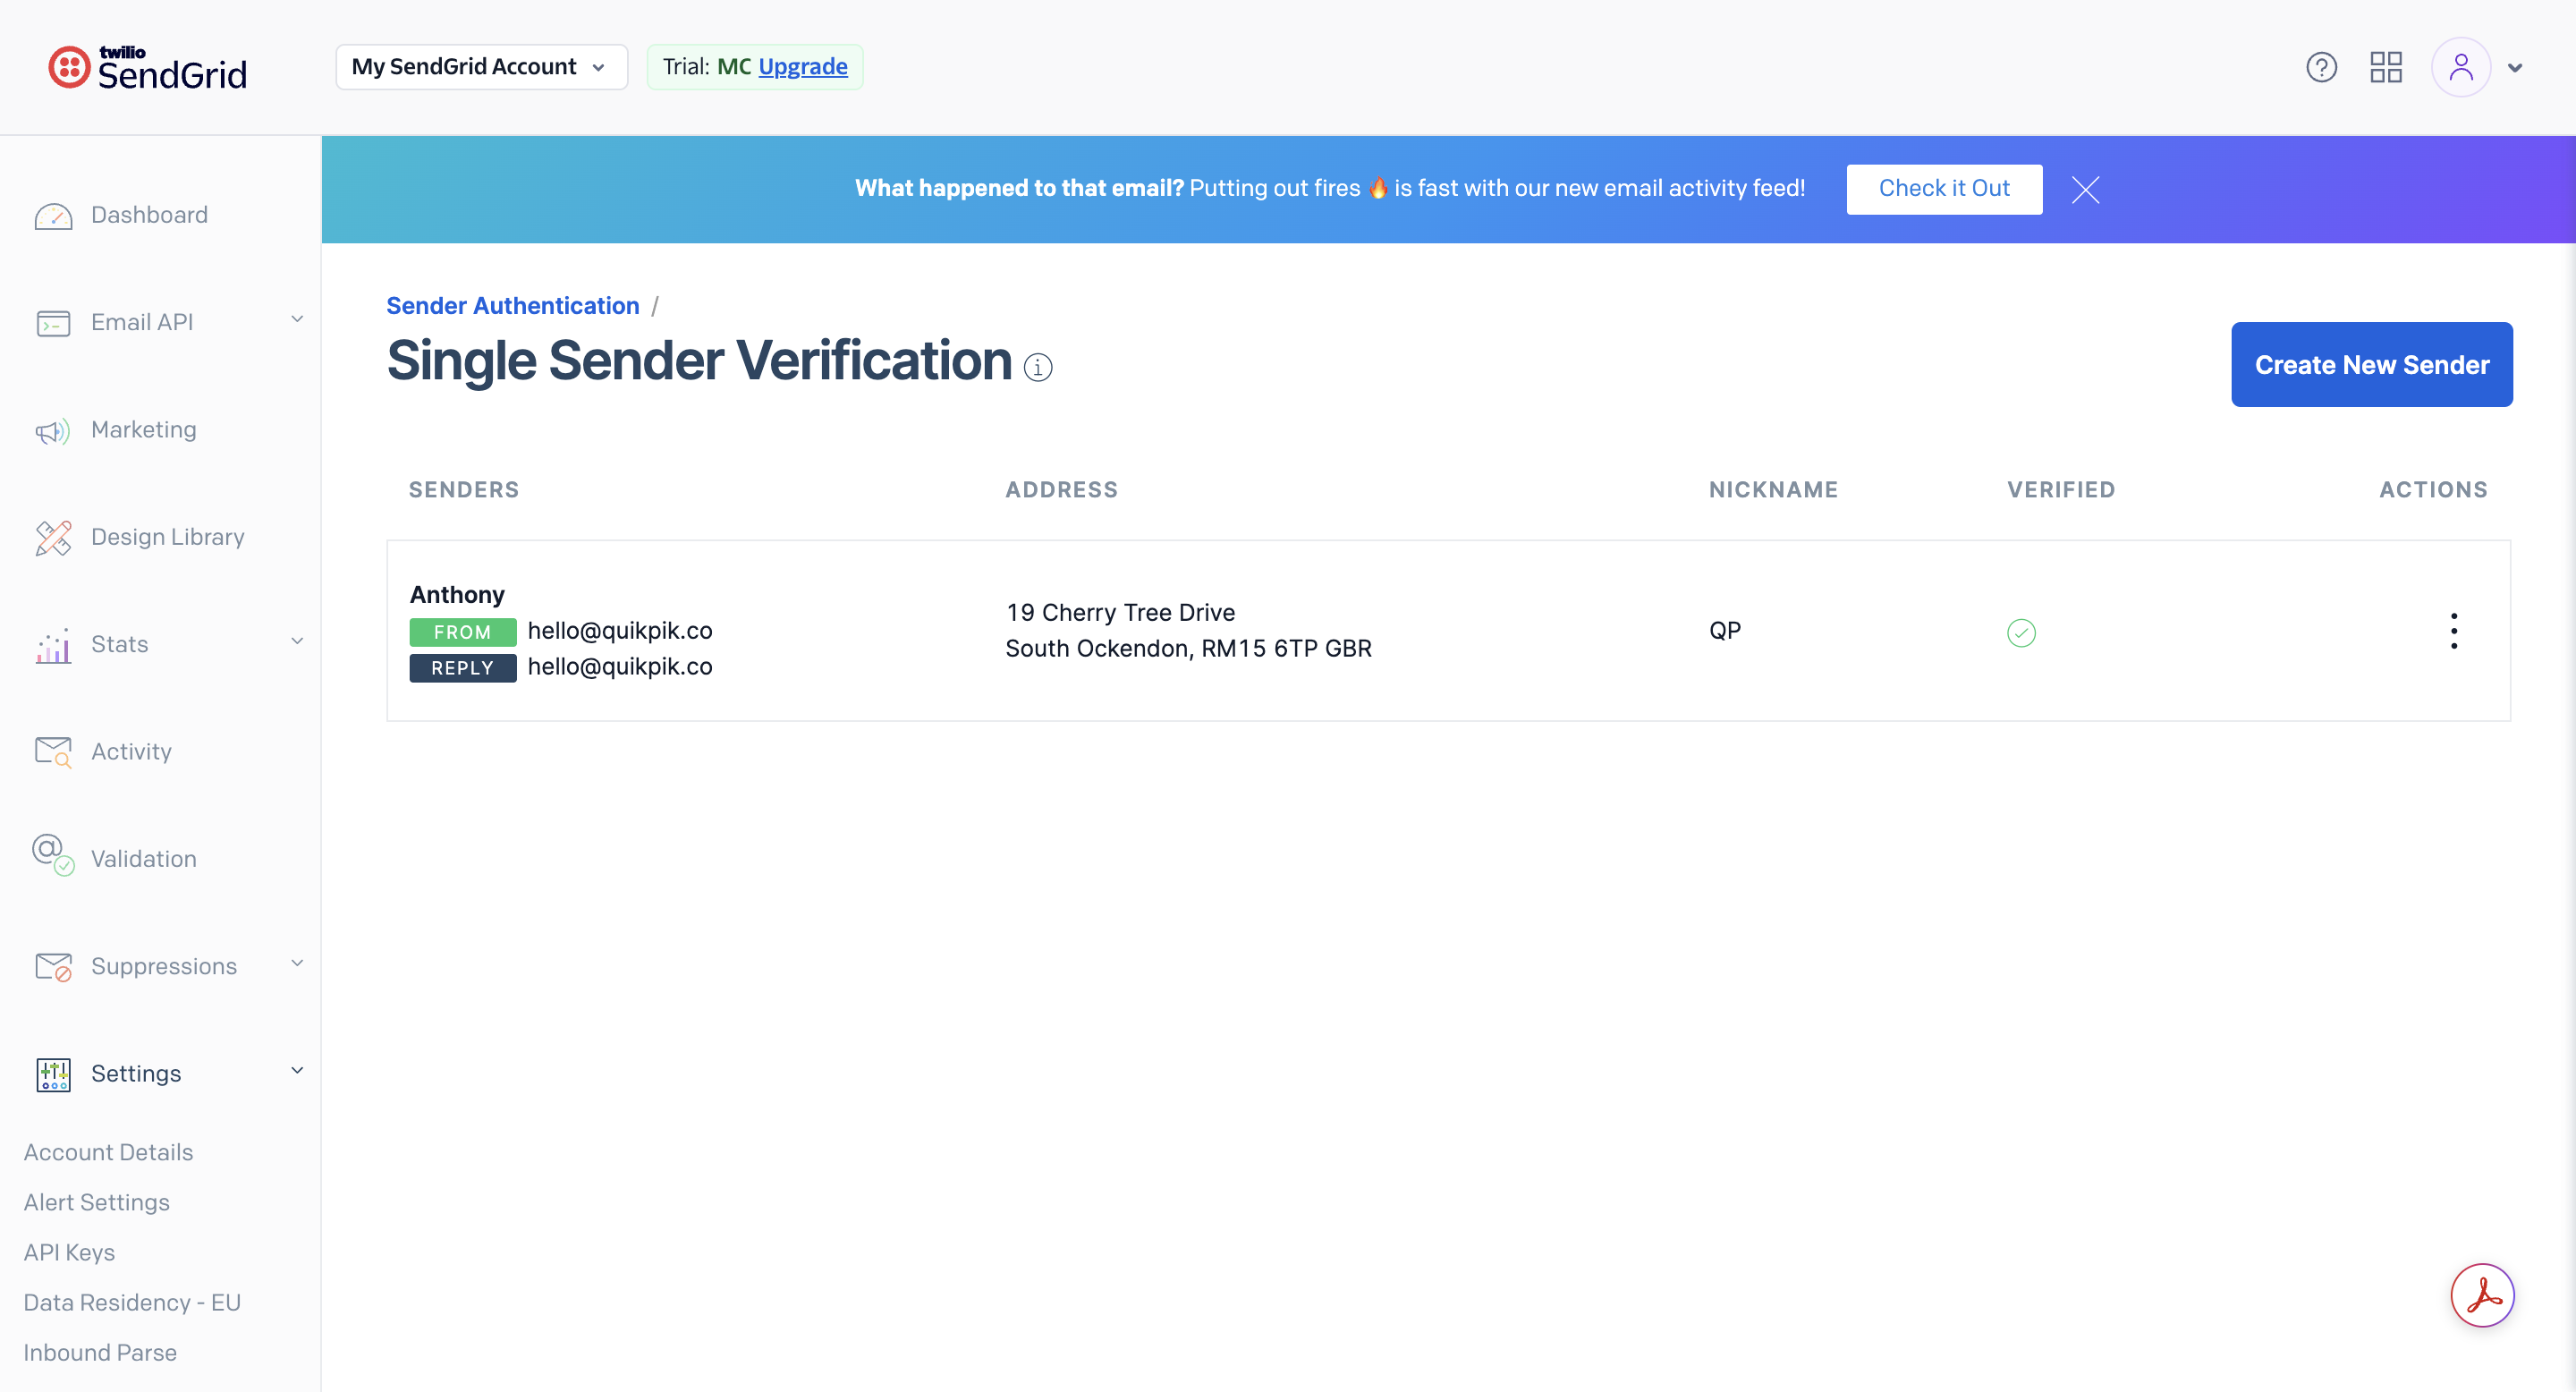 twilio
SendGrid
My SendGrid Account
Trial: MC Upgrade
What happened to that email? Putting out fires 🔥 is fast with our new email activity feed!
Check it Out
Dashboard
Email API
Marketing
Design Library
Stats
Activity
Validation
Suppressions
Settings
Account Details
Alert Settings
API Keys
Data Residency - EU
Inbound Parse
Sender Authentication /
Single Sender Verification
Create New Sender
SENDERS ADDRESS NICKNAME VERIFIED ACTIONS
Anthony
FROM hello@quikpik.co
REPLY hello@quikpik.co
19 Cherry Tree Drive
South Ockendon, RM15 6TP GBR
QP